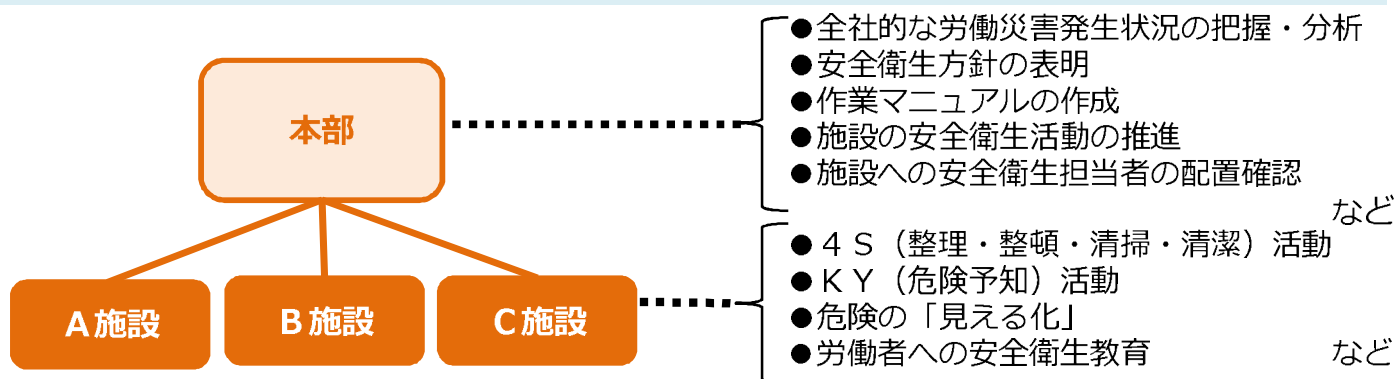 本部
●全社的な労働災害発生状況の把握・分析
●安全衛生方針の表明
●作業マニュアルの作成
●施設の安全衛生活動の推進
●施設への安全衛生担当者の配置確認
など
A施設
B施設
C施設
●４Ｓ（整理・整頓・清掃・清潔）活動
●ＫＹ（危険予知）活動
●危険の「見える化」
●労働者への安全衛生教育 など